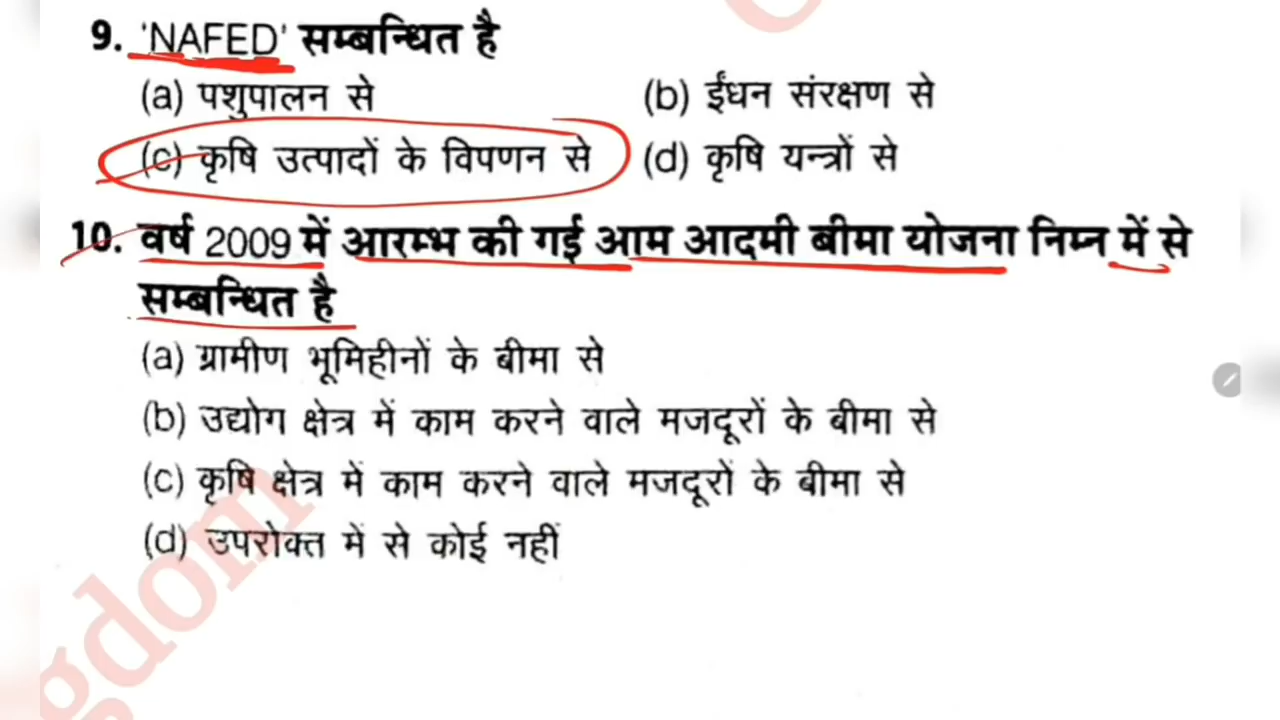 9. 'NAFED' सम्बन्धित है
(a) पशुपालन से (b) ईंधन संरक्षण से
(c) कृषि उत्पादों के विपणन से (d) कृषि यन्त्रों से
10. वर्ष 2009 में आरम्भ की गई आम आदमी बीमा योजना निम्न में से
सम्बन्धित है
(a) ग्रामीण भूमिहीनों के बीमा से
(b) उद्योग क्षेत्र में काम करने वाले मजदूरों के बीमा से
(c) कृषि क्षेत्र में काम करने वाले मजदूरों के बीमा से
(d) उपरोक्त में से कोई नहीं
gdom